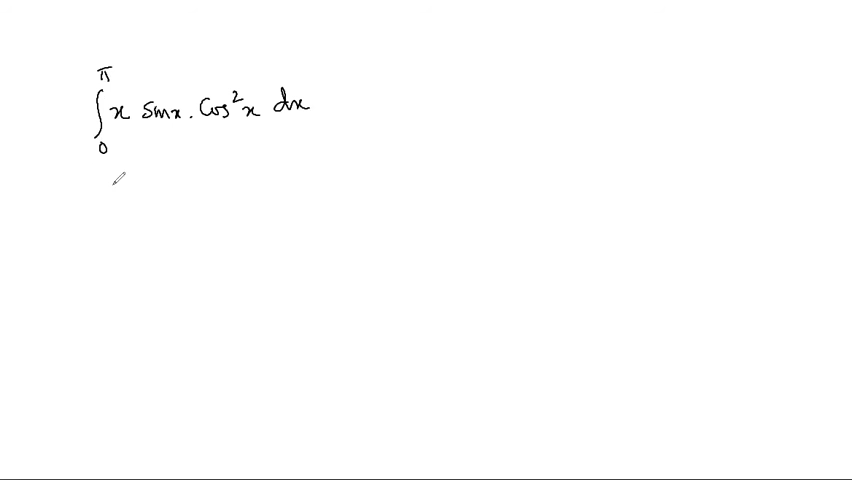 ∫₀^π x sinx . cos²x dx